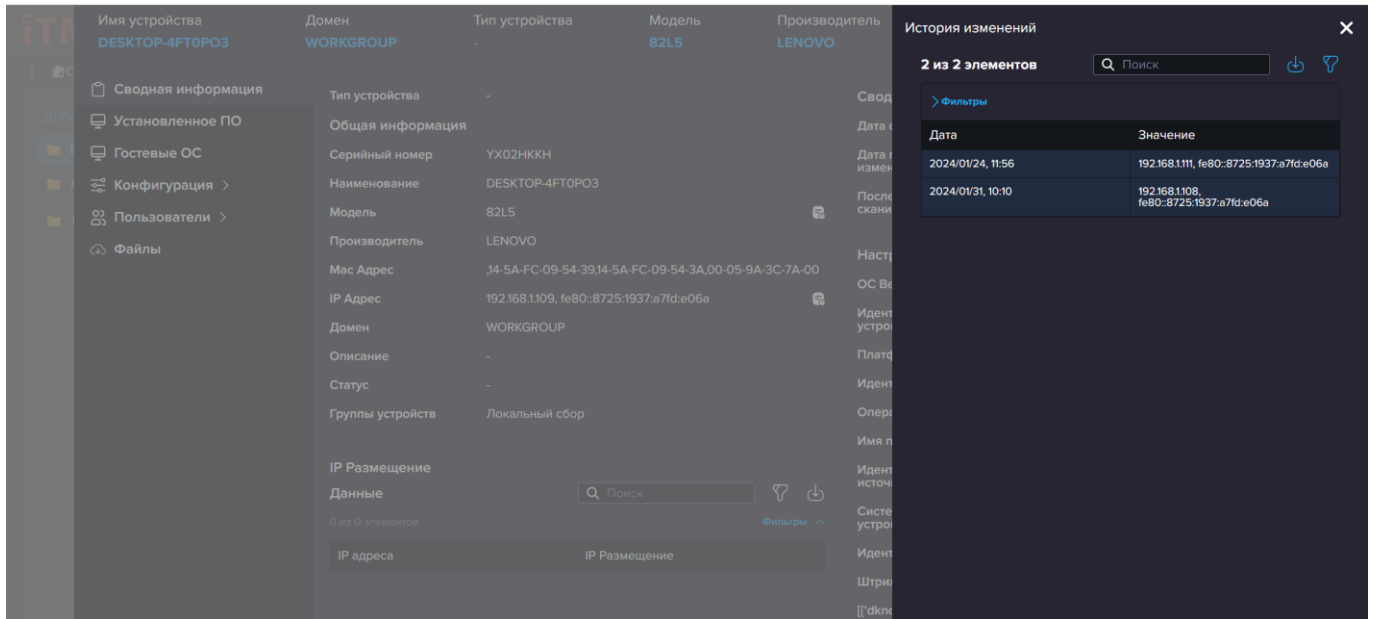 Имя устройства
Домен
Тип устройства
Модель
Производитель
DESKTOP-4FT0PO3
WORKGROUP
-
82L5
LENOVO
Сводная информация
Установленное ПО
Гостевые ОС
Конфигурация >
Пользователи >
Файлы
Тип устройства -
Общая информация
Серийный номер YX02HKKH
Наименование DESKTOP-4FT0PO3
Модель 82L5
Производитель LENOVO
Mac Адрес ,14-5A-FC-09-54-39,14-5A-FC-09-54-3A,00-05-9A-3C-7A-00
IP Адрес 192.168.1.109, fe80::8725:1937:a7fd:e06a
Домен WORKGROUP
Описание -
Статус -
Группы устройств Локальный сбор
IP Размещение
Данные
Поиск
0 из 0 элементов
Фильтры
IP адреса IP Размещение
История изменений
2 из 2 элементов
Поиск
Фильтры
Дата Значение
2024/01/24, 11:56 192.168.1.111, fe80::8725:1937:a7fd:e06a
2024/01/31, 10:10 192.168.1.108,
fe80::8725:1937:a7fd:e06a